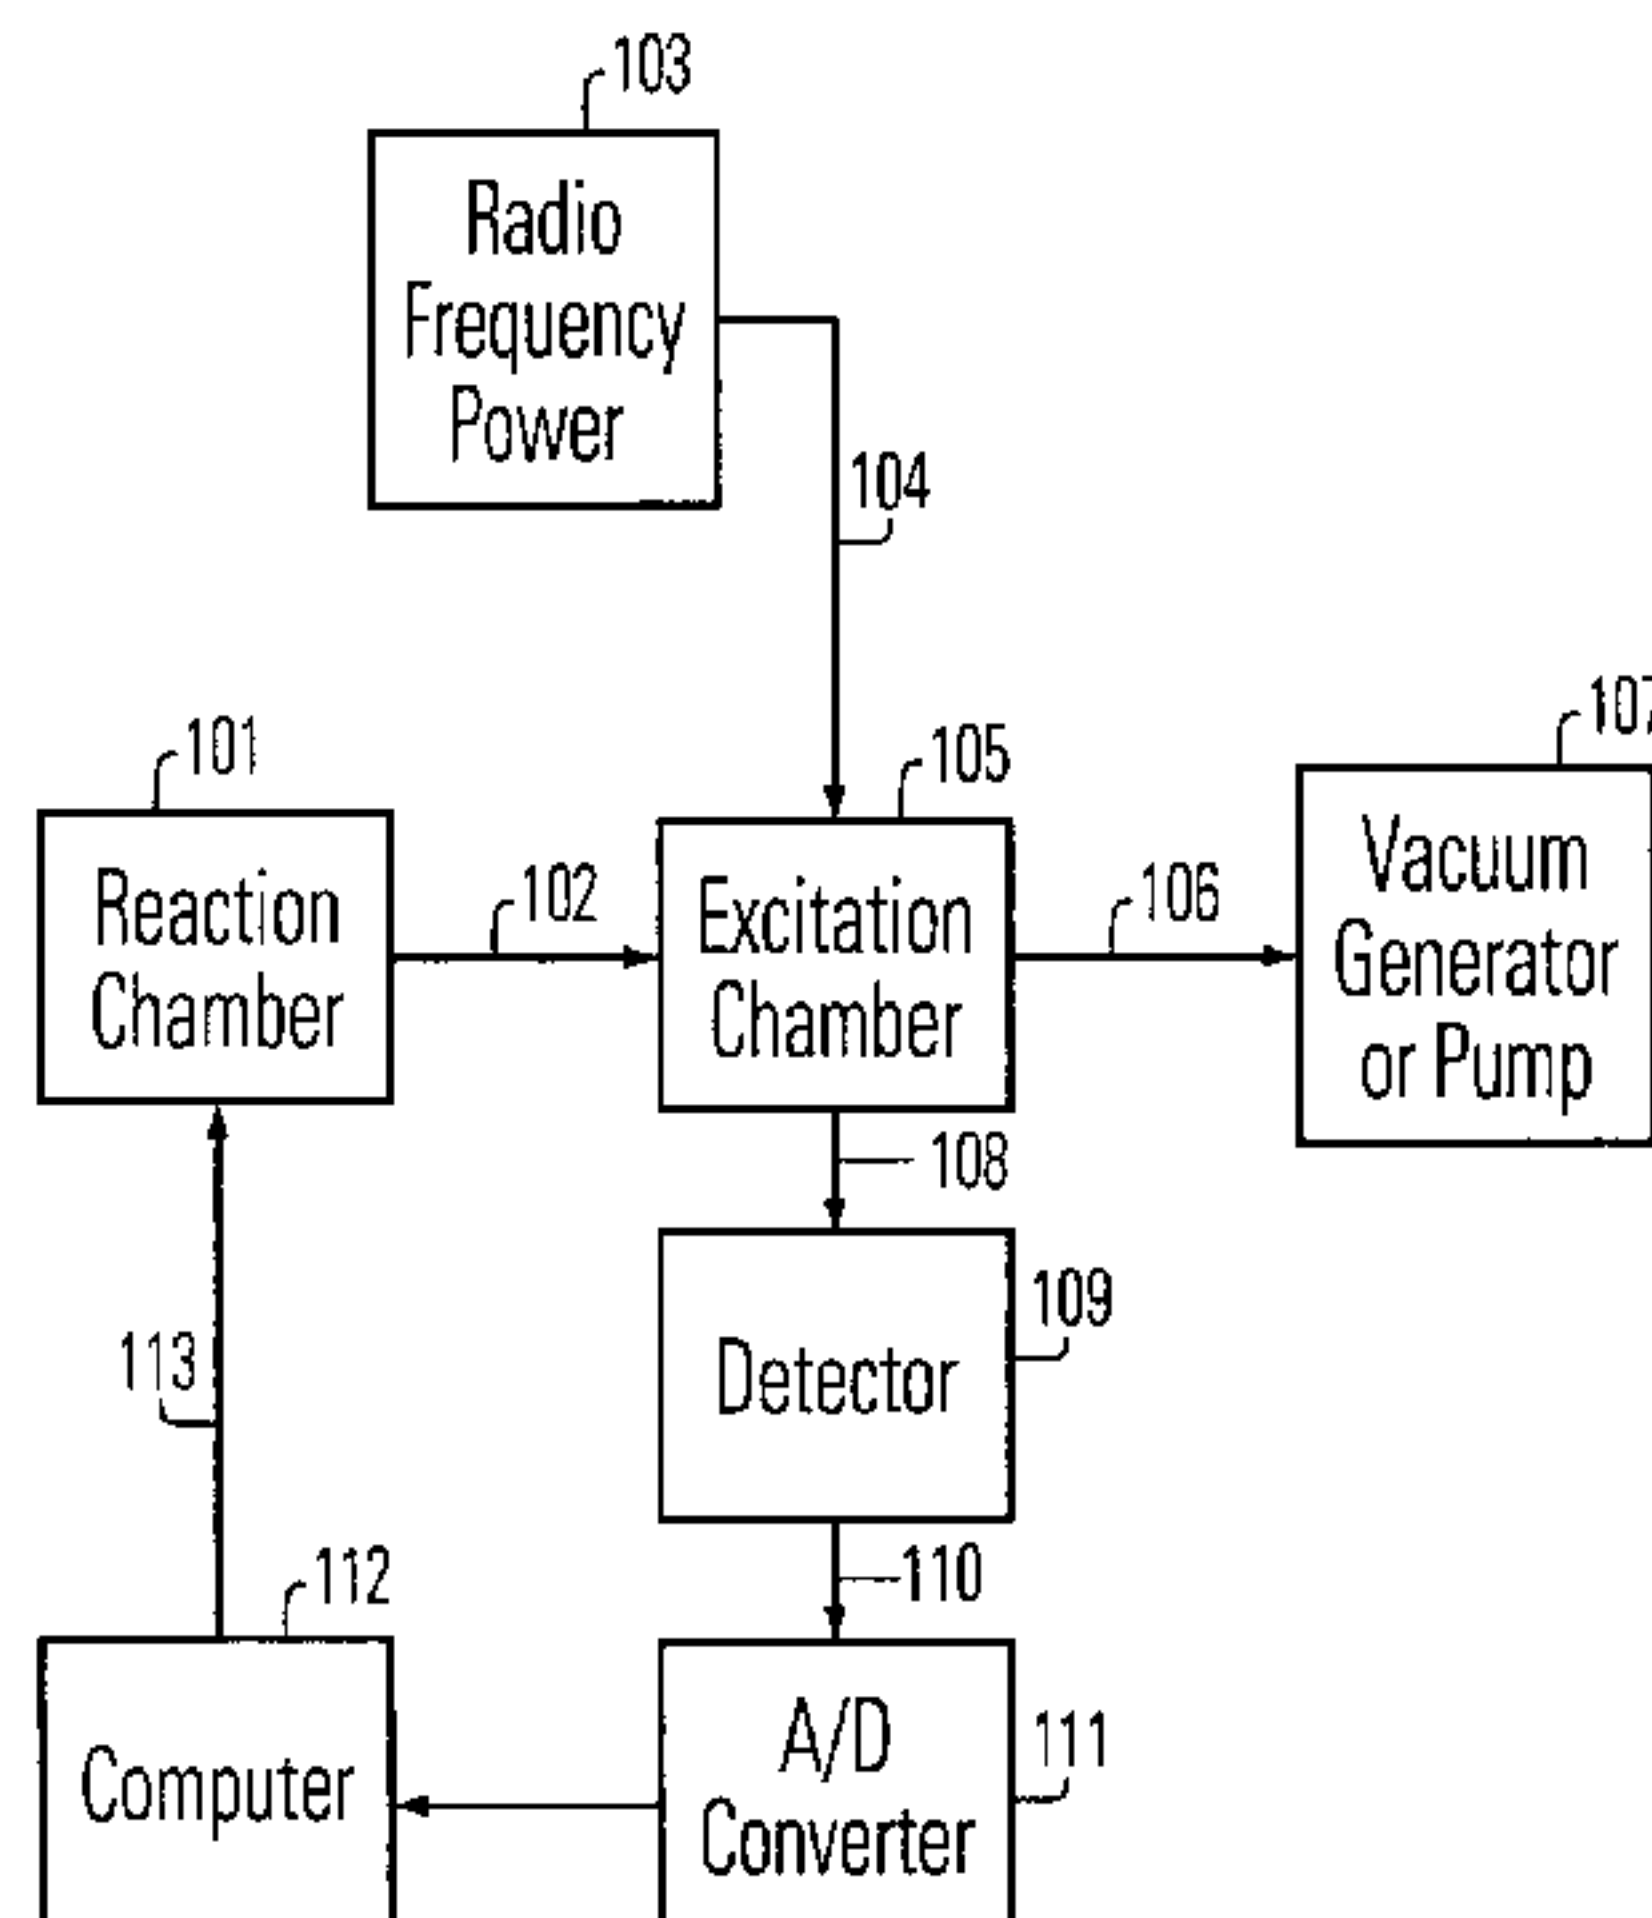 103
Radio
Frequency
Power
104
101
105
107
Reaction
Chamber
102
Excitation
Chamber
106
Vacuum
Generator
or Pump
108
109
Detector
113
110
112
Computer
A/D
Converter
111